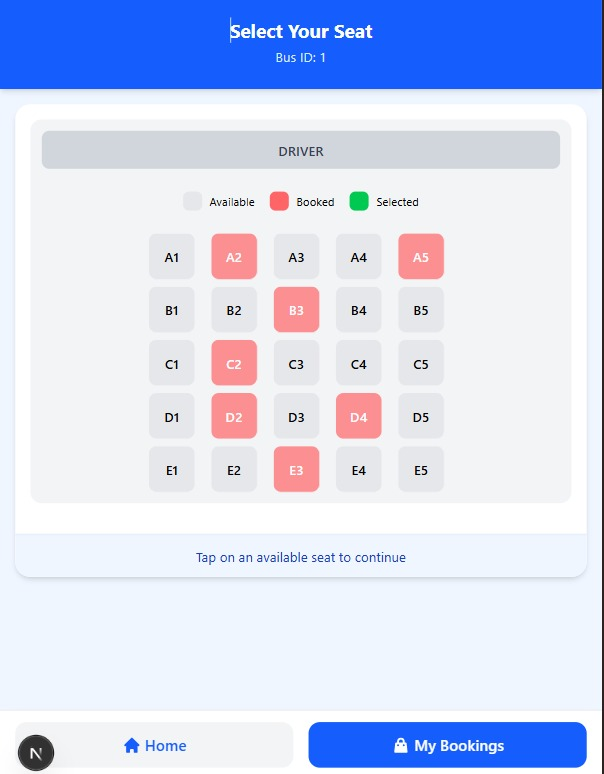 Select Your Seat
Bus ID: 1
DRIVER
Available Booked Selected
A1 A2 A3 A4 A5
B1 B2 B3 B4 B5
C1 C2 C3 C4 C5
D1 D2 D3 D4 D5
E1 E2 E3 E4 E5
Tap on an available seat to continue
N Home My Bookings